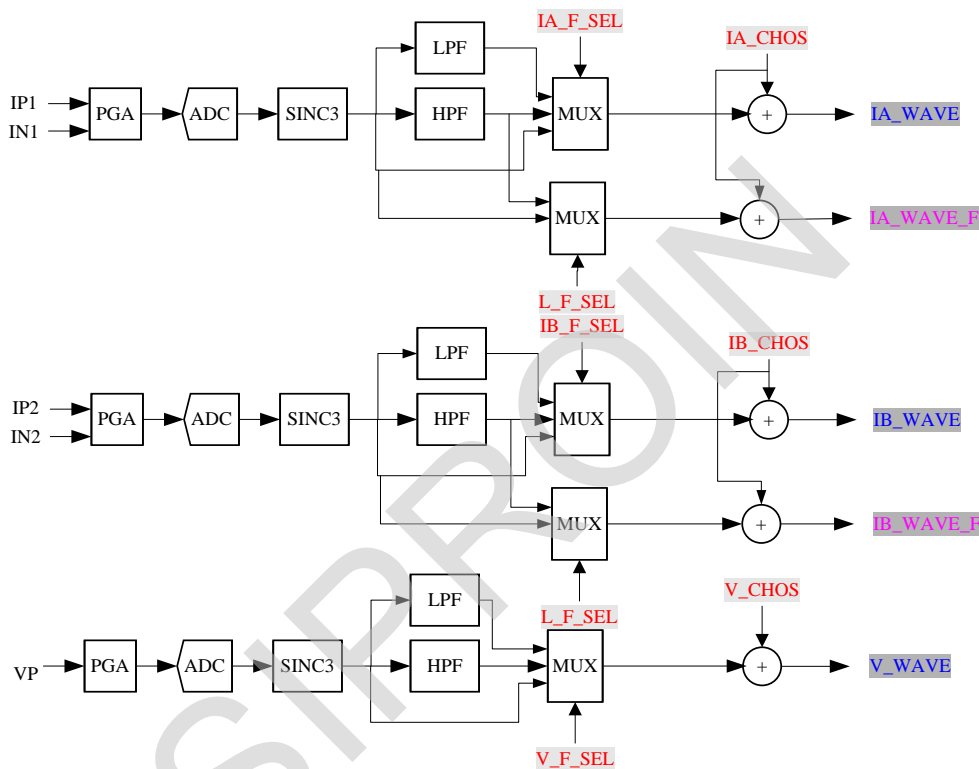 IA_F_SEL
IA_CHOS
LPF
IP1
IN1
PGA
ADC
SINC3
HPF
MUX
+
IA_WAVE
MUX
+
IA_WAVE_F
L_F_SEL
IB_F_SEL
IB_CHOS
LPF
IP2
IN2
PGA
ADC
SINC3
HPF
MUX
+
IB_WAVE
MUX
+
IB_WAVE_F
L_F_SEL
V_CHOS
LPF
VP
PGA
ADC
SINC3
HPF
MUX
+
V_WAVE
V_F_SEL
SIPROIN